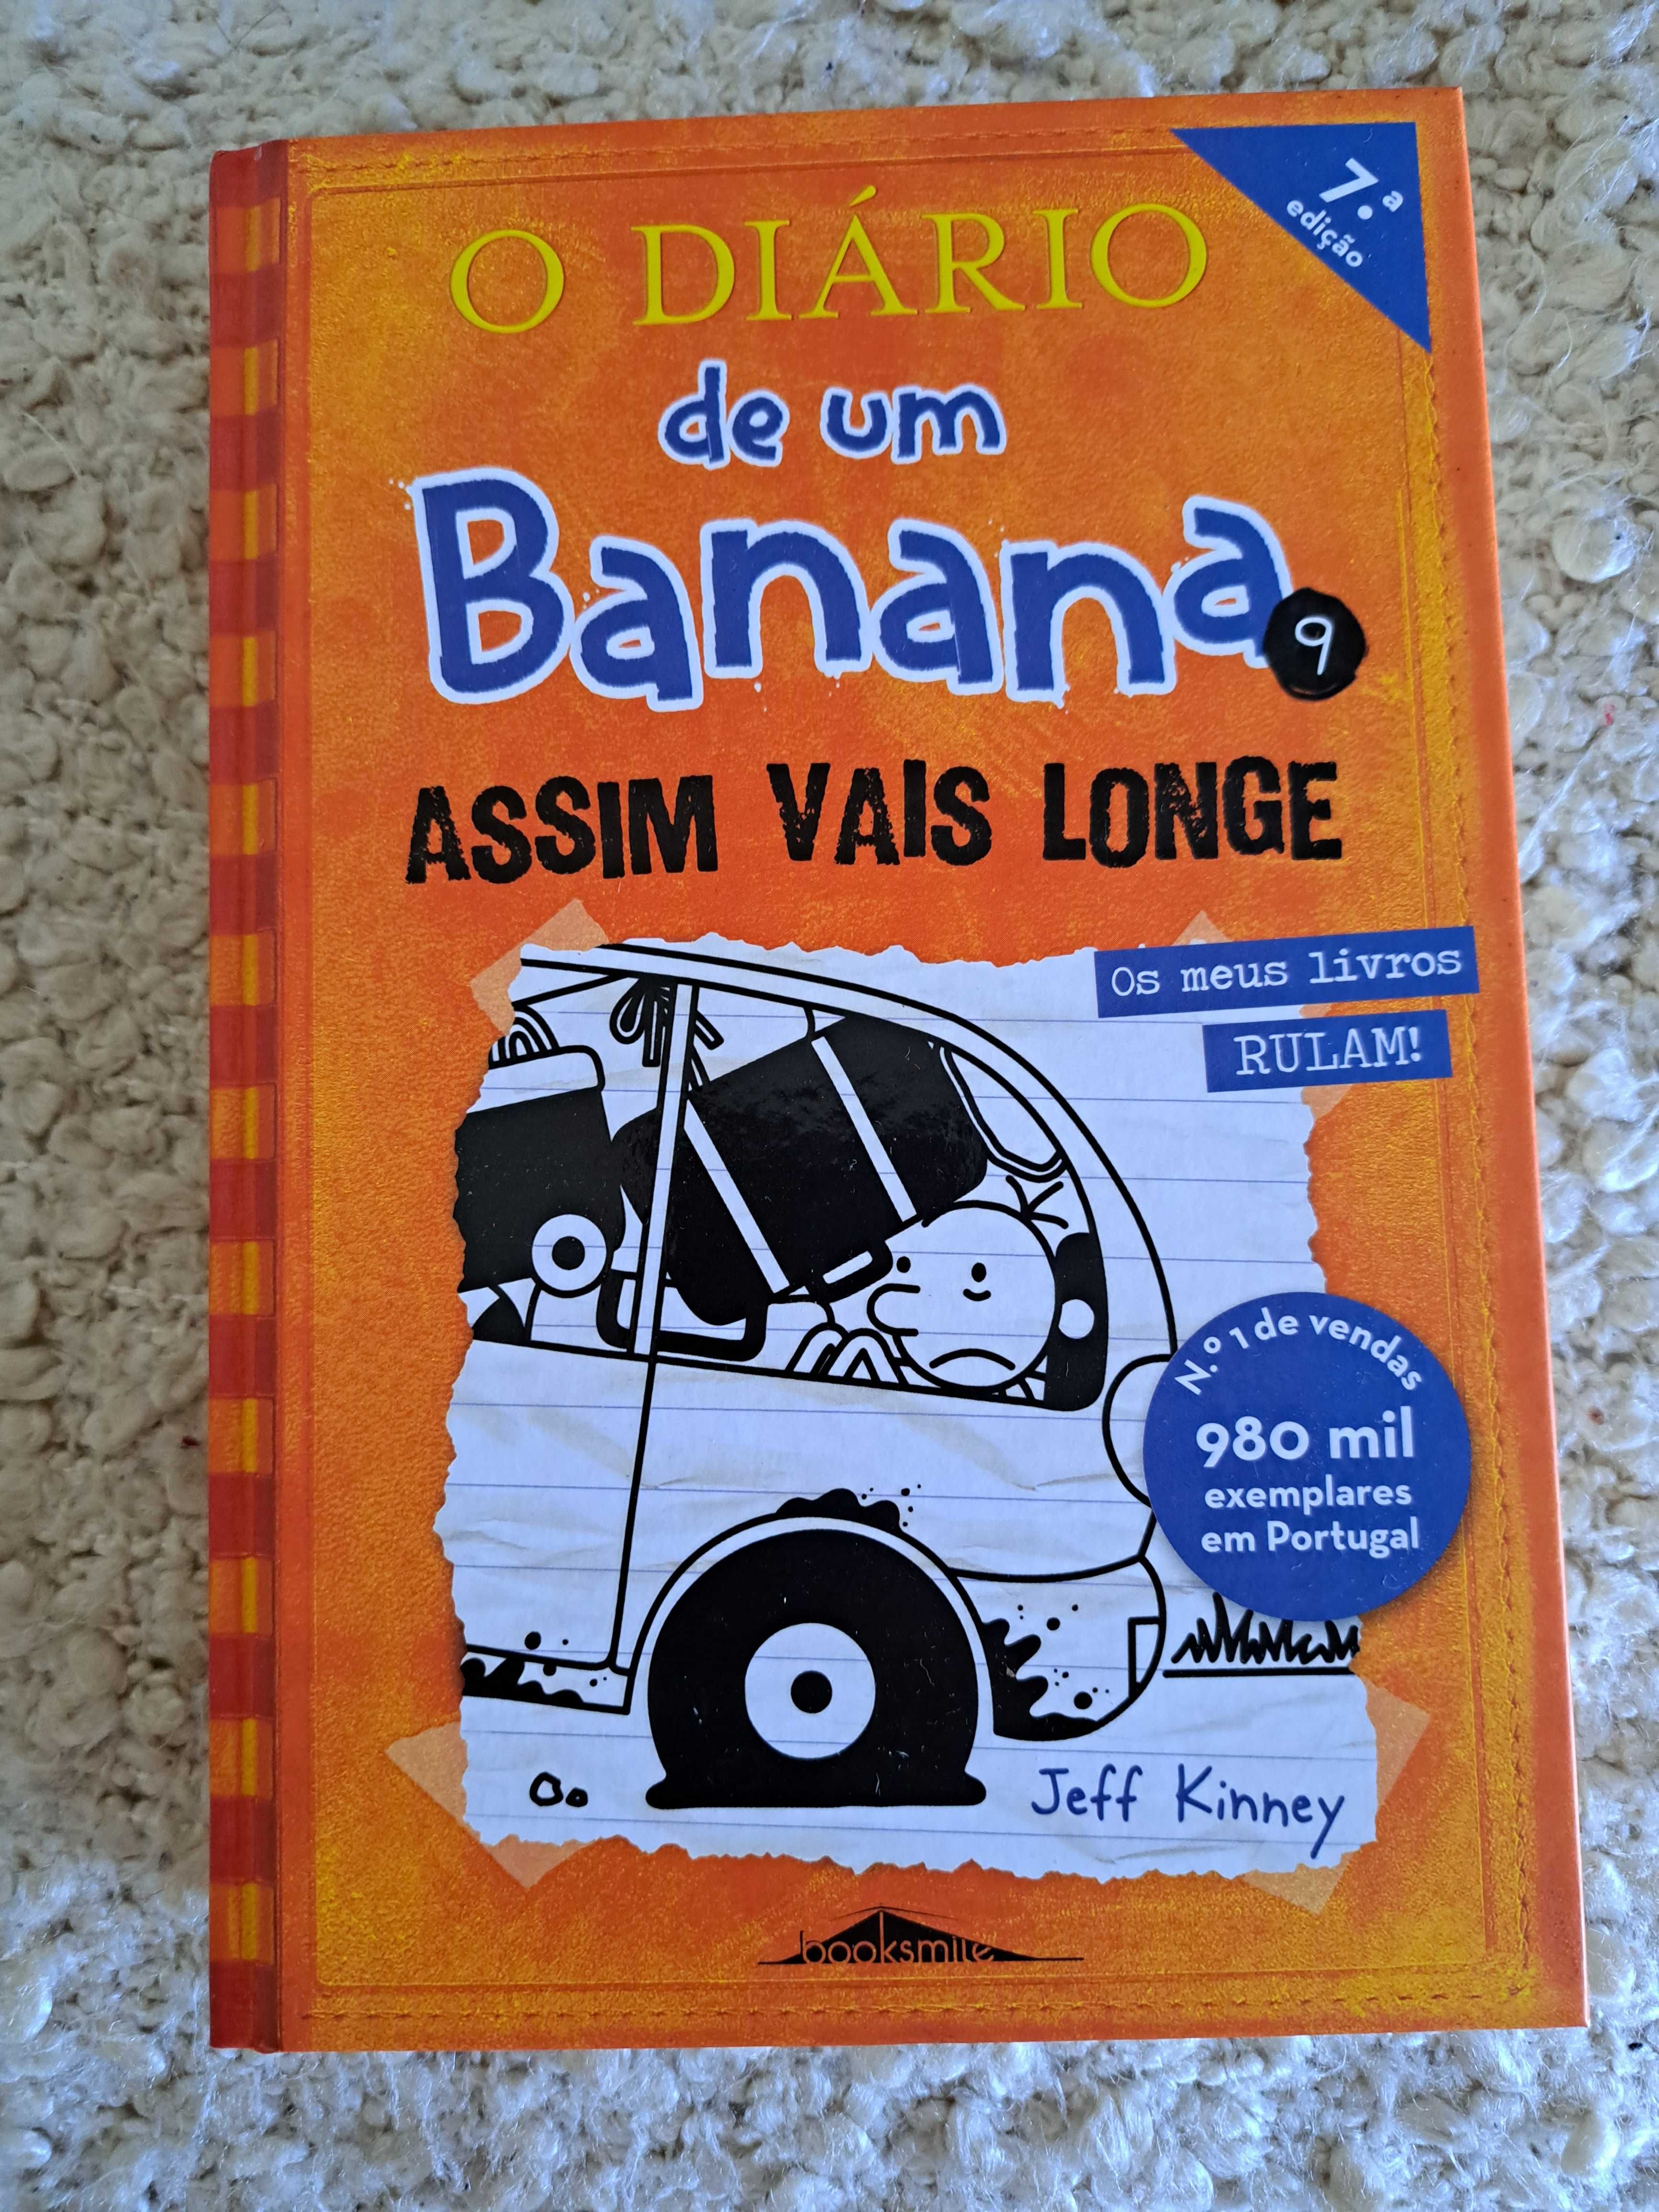 7.ª
edição
O DIÁRIO
de um
Banana
9
ASSIM VAIS LONGE
Os meus livros
RULAM!
N.º 1 de vendas
980 mil
exemplares
em Portugal
Jeff Kinney
booksmile